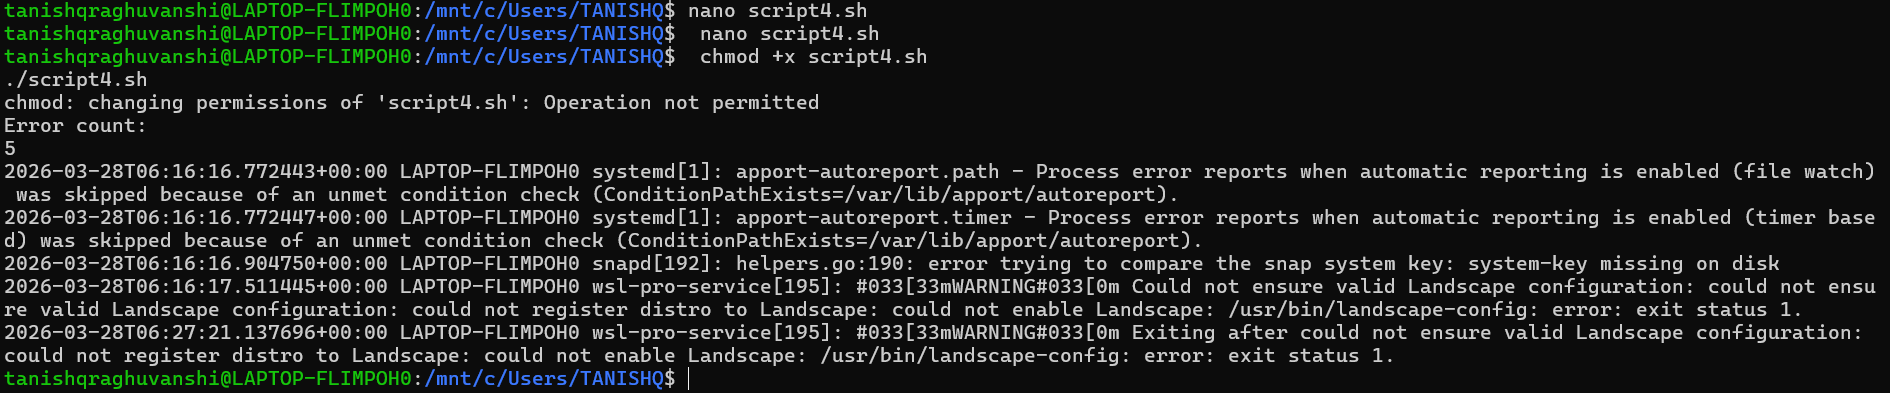 tanishqraghuvanshi@LAPTOP-FLIMPOH0:/mnt/c/Users/TANISHQ$ nano script4.sh
tanishqraghuvanshi@LAPTOP-FLIMPOH0:/mnt/c/Users/TANISHQ$  nano script4.sh
tanishqraghuvanshi@LAPTOP-FLIMPOH0:/mnt/c/Users/TANISHQ$  chmod +x script4.sh
./script4.sh
chmod: changing permissions of 'script4.sh': Operation not permitted
Error count:
5
2026-03-28T06:16:16.772443+00:00 LAPTOP-FLIMPOH0 systemd[1]: apport-autoreport.path - Process error reports when automatic reporting is enabled (file watch)
 was skipped because of an unmet condition check (ConditionPathExists=/var/lib/apport/autoreport).
2026-03-28T06:16:16.772447+00:00 LAPTOP-FLIMPOH0 systemd[1]: apport-autoreport.timer - Process error reports when automatic reporting is enabled (timer base
d) was skipped because of an unmet condition check (ConditionPathExists=/var/lib/apport/autoreport).
2026-03-28T06:16:16.904750+00:00 LAPTOP-FLIMPOH0 snapd[192]: helpers.go:190: error trying to compare the snap system key: system-key missing on disk
2026-03-28T06:16:17.511445+00:00 LAPTOP-FLIMPOH0 wsl-pro-service[195]: #033[33mWARNING#033[0m Could not ensure valid Landscape configuration: could not ensu
re valid Landscape configuration: could not register distro to Landscape: could not enable Landscape: /usr/bin/landscape-config: error: exit status 1.
2026-03-28T06:27:21.137696+00:00 LAPTOP-FLIMPOH0 wsl-pro-service[195]: #033[33mWARNING#033[0m Exiting after could not ensure valid Landscape configuration:
could not register distro to Landscape: could not enable Landscape: /usr/bin/landscape-config: error: exit status 1.
tanishqraghuvanshi@LAPTOP-FLIMPOH0:/mnt/c/Users/TANISHQ$